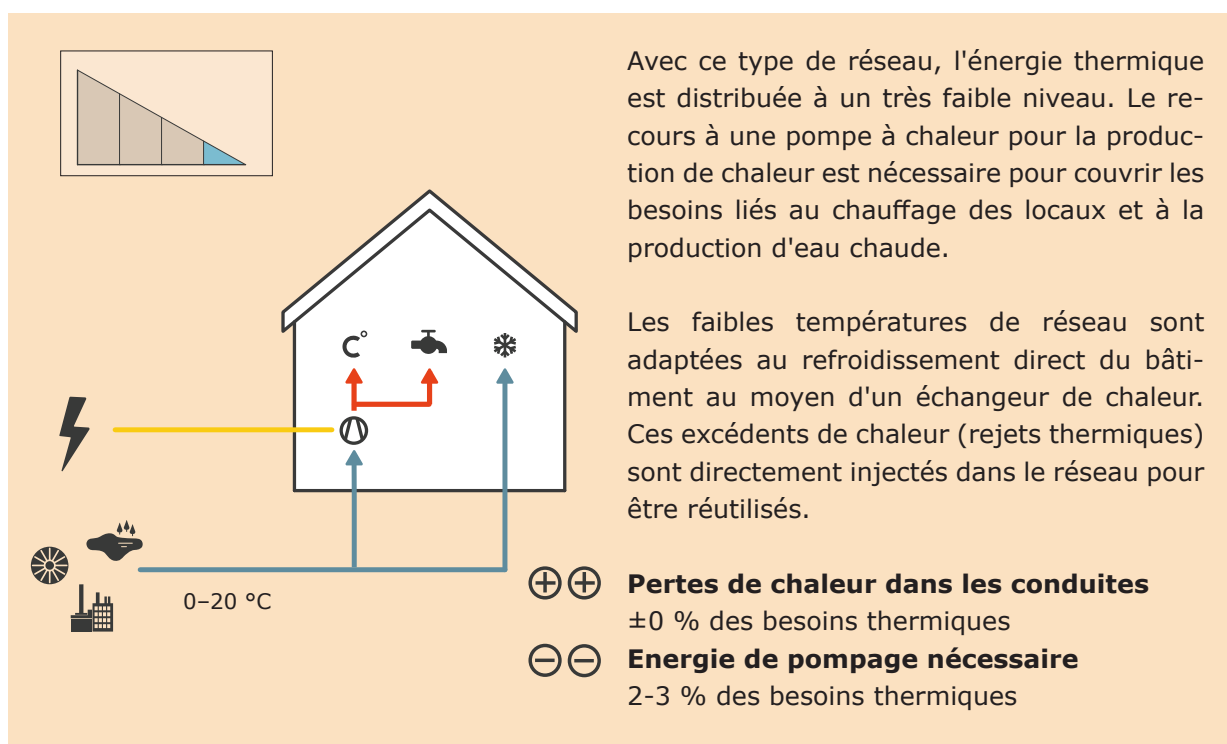 Avec ce type de réseau, l'énergie thermique
est distribuée à un très faible niveau. Le re-
cours à une pompe à chaleur pour la produc-
tion de chaleur est nécessaire pour couvrir les
besoins liés au chauffage des locaux et à la
production d'eau chaude.
Les faibles températures de réseau sont
adaptées au refroidissement direct du bâti-
ment au moyen d'un échangeur de chaleur.
Ces excédents de chaleur (rejets thermiques)
sont directement injectés dans le réseau pour
être réutilisés.
C°
0–20 °C
Pertes de chaleur dans les conduites
±0 % des besoins thermiques
Energie de pompage nécessaire
2-3 % des besoins thermiques